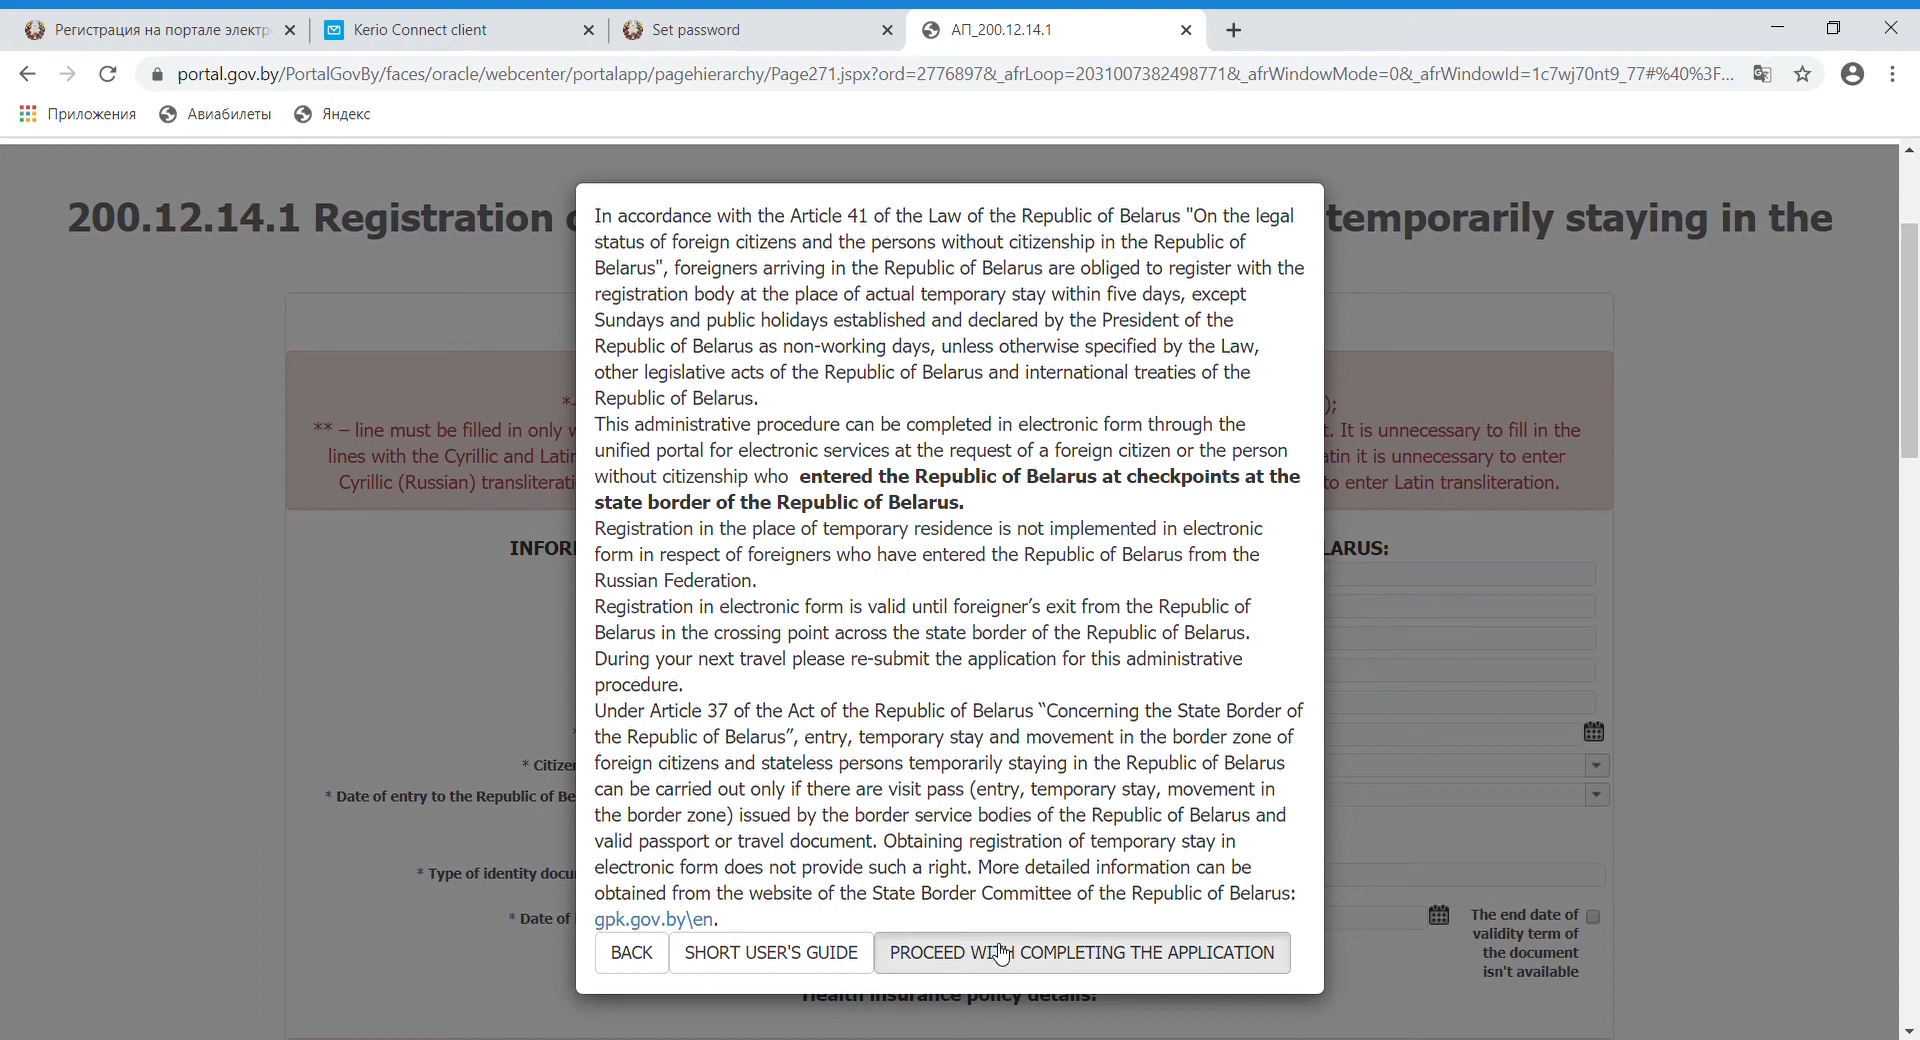 Регистрация на портале электр
Kerio Connect client
Set password
АП_200.12.14.1
portal.gov.by/PortalGovBy/faces/oracle/webcenter/portalapp/pagehierarchy/Page271.jspx?ord=2776897&_afrLoop=2031007382498771&_afrWindowMode=0&_afrWindowId=1c7wj70nt9_77#%40%3F...
Приложения
Авиабилеты
Яндекс
200.12.14.1 Registration
temporarily staying in the
In accordance with the Article 41 of the Law of the Republic of Belarus "On the legal
status of foreign citizens and the persons without citizenship in the Republic of
Belarus", foreigners arriving in the Republic of Belarus are obliged to register with the
registration body at the place of actual temporary stay within five days, except
Sundays and public holidays established and declared by the President of the
Republic of Belarus as non-working days, unless otherwise specified by the Law,
other legislative acts of the Republic of Belarus and international treaties of the
Republic of Belarus.
This administrative procedure can be completed in electronic form through the
unified portal for electronic services at the request of a foreign citizen or the person
without citizenship who entered the Republic of Belarus at checkpoints at the
state border of the Republic of Belarus.
Registration in the place of temporary residence is not implemented in electronic
form in respect of foreigners who have entered the Republic of Belarus from the
Russian Federation.
Registration in electronic form is valid until foreigner’s exit from the Republic of
Belarus in the crossing point across the state border of the Republic of Belarus.
During your next travel please re-submit the application for this administrative
procedure.
Under Article 37 of the Act of the Republic of Belarus “Concerning the State Border of
the Republic of Belarus”, entry, temporary stay and movement in the border zone of
foreign citizens and stateless persons temporarily staying in the Republic of Belarus
can be carried out only if there are visit pass (entry, temporary stay, movement in
the border zone) issued by the border service bodies of the Republic of Belarus and
valid passport or travel document. Obtaining registration of temporary stay in
electronic form does not provide such a right. More detailed information can be
obtained from the website of the State Border Committee of the Republic of Belarus:
gpk.gov.by\en.
BACK
SHORT USER'S GUIDE
PROCEED WITH COMPLETING THE APPLICATION
** – line must be filled in only
. It is unnecessary to fill in the
lines with the Cyrillic and
it is unnecessary to enter
Cyrillic (Russian)
to enter Latin transliteration.
* Date of entry to the Republic of
* Type of identity
* Date of
The end date of
validity term of
the document
isn't available
Health insurance policy details: